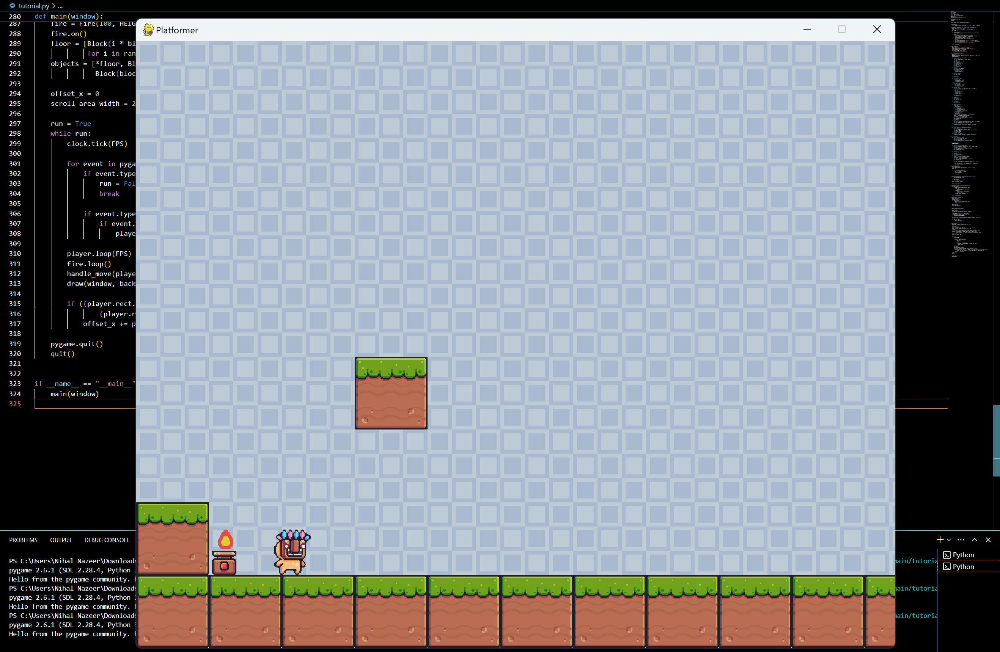 tutorial.py > ...
280 def main(window):
Platformer
287 fire = Fire(100, HEIG
288 fire.on()
289 floor = [Block(i * bl
290 for i in ran
291 objects = [*floor, Bl
292 Block(bloc
293
294 offset_x = 0
295 scroll_area_width = 2
296
297 run = True
298 while run:
299 clock.tick(FPS)
300
301 for event in pyga
302 if event.type
303 run = Fal
304 break
305
306 if event.type
307 if event.
308 playe
309
310 player.loop(FPS)
311 fire.loop()
312 handle_move(playe
313 draw(window, back
314
315 if ((player.rect.
316 (player.r
317 offset_x += p
318
319 pygame.quit()
320 quit()
321
322
323 if __name__ == "__main__"
324 main(window)
325
PROBLEMS OUTPUT DEBUG CONSOLE
Python
Python
PS C:\Users\Nihal Nazeer\Downloads main/tutoria
pygame 2.6.1 (SDL 2.28.4, Python 3
Hello from the pygame community. h
PS C:\Users\Nihal Nazeer\Downloads main/tutoria
pygame 2.6.1 (SDL 2.28.4, Python 3
Hello from the pygame community. h
PS C:\Users\Nihal Nazeer\Downloads main/tutoria
pygame 2.6.1 (SDL 2.28.4, Python 3
Hello from the pygame community. h